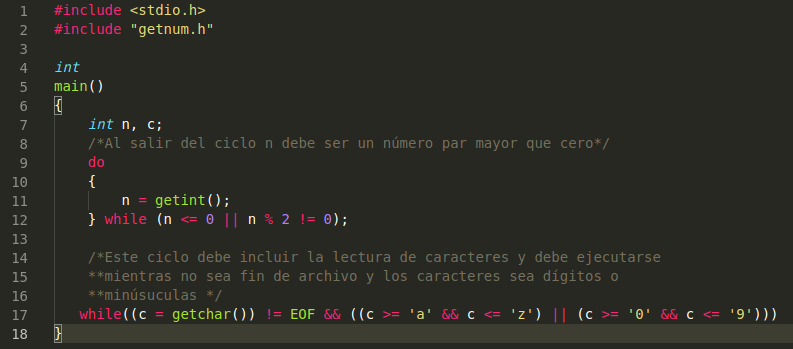 1 #include <stdio.h>
2 #include "getnum.h"
3
4 int
5 main()
6 {
7 int n, c;
8 /*Al salir del ciclo n debe ser un número par mayor que cero*/
9 do
10 {
11 n = getint();
12 } while (n <= 0 || n % 2 != 0);
13
14 /*Este ciclo debe incluir la lectura de caracteres y debe ejecutarse
15 **mientras no sea fin de archivo y los caracteres sea dígitos o
16 **minúsuculas */
17 while((c = getchar()) != EOF && ((c >= 'a' && c <= 'z') || (c >= '0' && c <= '9')))
18 }